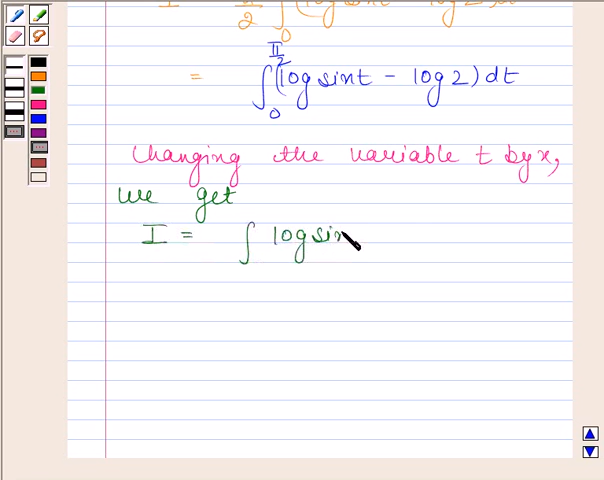 I
= ∫₀^{π/2} (log sint - log 2) dt
Changing the variable t by x,
we get
I = ∫ log sin